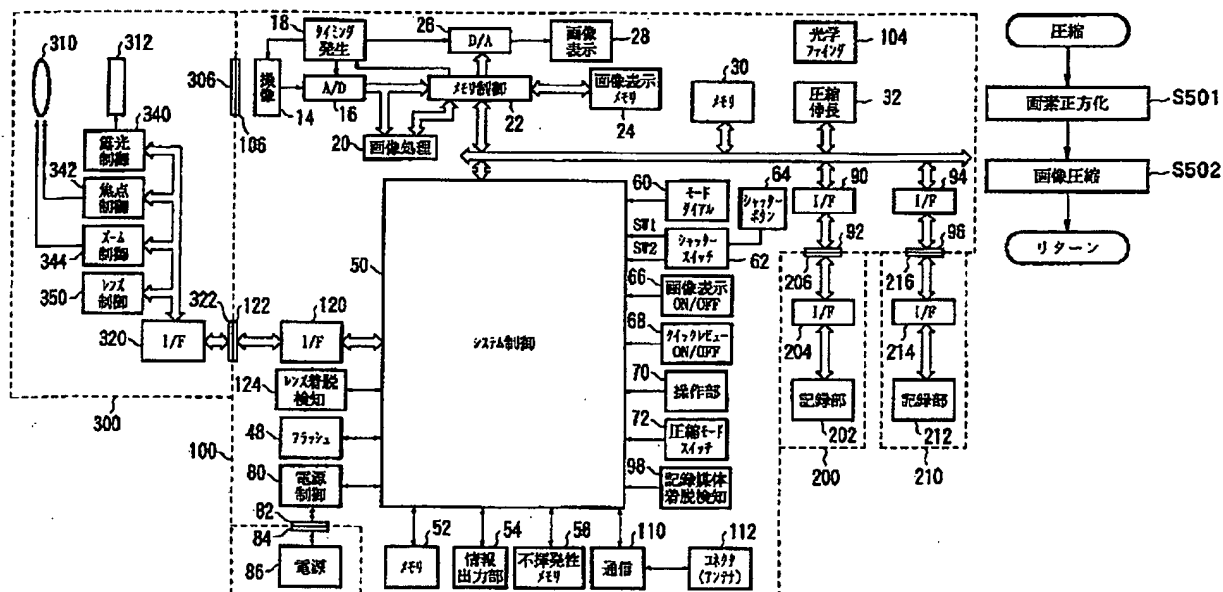 310
312
306
106
340
露光
制御
342
焦点
制御
344
ズーム
制御
350
レンズ
制御
320
I/F
322
122
120
I/F
300
18
タイミング
発生
撮像
14
A/D
16
26
D/A
画像
表示
28
メモリ制御
22
画像表示
メモリ
24
20
画像処理
30
メモリ
光学
ファインダ
104
圧縮
伸長
32
50
システム制御
124
レンズ着脱
検知
48
フラッシュ
100
80
電源
制御
82
84
86
電源
60
モード
ダイアル
64
シャッター
ボタン
SW1
SW2
シャッター
スイッチ
62
66
画像表示
ON/OFF
68
クイックレビュー
ON/OFF
70
操作部
72
圧縮モード
スイッチ
98
記録媒体
着脱検知
52
メモリ
54
情報
出力部
56
不揮発性
メモリ
110
通信
112
コネクタ
(アンテナ)
90
I/F
92
206
I/F
204
記録部
202
200
94
I/F
96
216
I/F
214
記録部
212
210
圧縮
画素正方化
S501
画像圧縮
S502
リターン